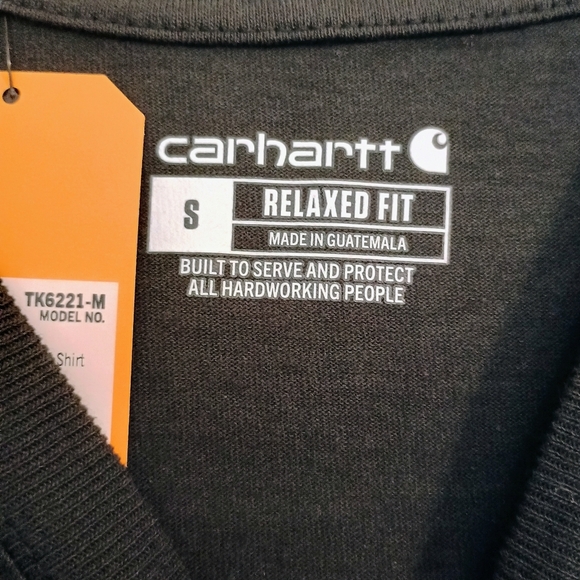 carhartt
S
RELAXED FIT
MADE IN GUATEMALA
BUILT TO SERVE AND PROTECT
ALL HARDWORKING PEOPLE
TK6221-M
MODEL NO.
Shirt